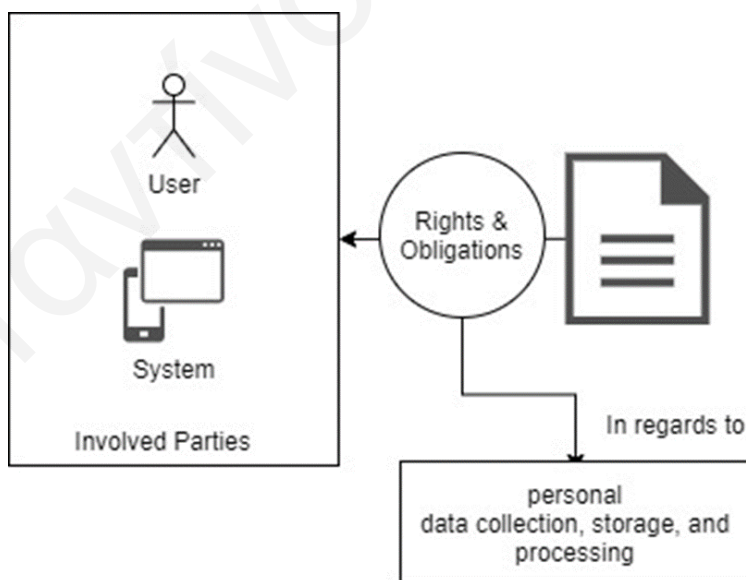 User
System
Involved Parties
Rights &
Obligations
In regards to
personal
data collection, storage, and
processing